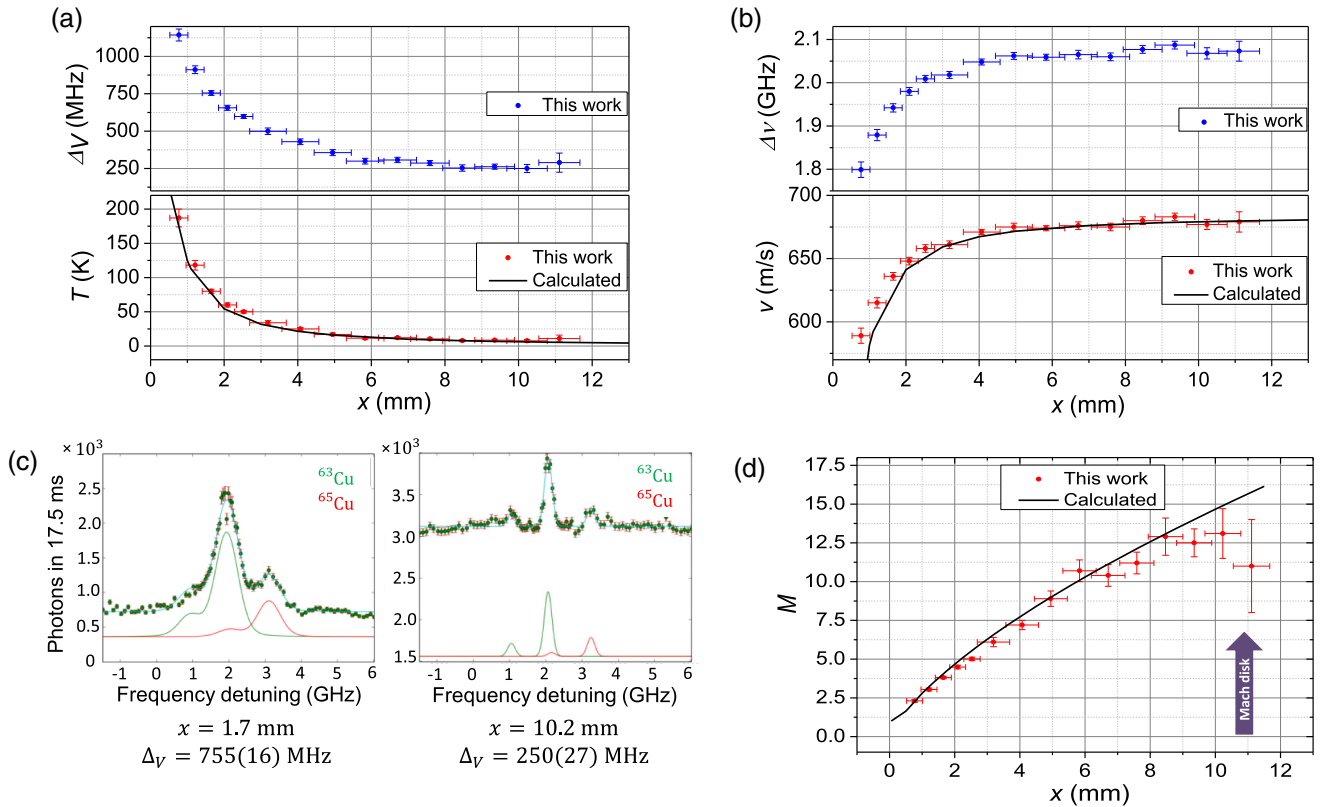 (a)
ΔV (MHz)
1000
750
500
250
This work
T (K)
200
150
100
50
0
This work
Calculated
0 2 4 6 8 10 12
x (mm)
(b)
Δν (GHz)
2.1
2.0
1.9
1.8
This work
v (m/s)
700
650
600
This work
Calculated
0 2 4 6 8 10 12
x (mm)
(c)
× 10³
Photons in 17.5 ms
3.0
2.5
2.0
1.5
1.0
0.5
0
⁶³Cu
⁶⁵Cu
-1 0 1 2 3 4 5 6
Frequency detuning (GHz)
x = 1.7 mm
Δ_V = 755(16) MHz
× 10³
3.5
3.0
2.5
2.0
1.5
⁶³Cu
⁶⁵Cu
-1 0 1 2 3 4 5 6
Frequency detuning (GHz)
x = 10.2 mm
Δ_V = 250(27) MHz
(d)
M
17.5
15.0
12.5
10.0
7.5
5.0
2.5
0.0
This work
Calculated
Mach disk
0 2 4 6 8 10 12
x (mm)